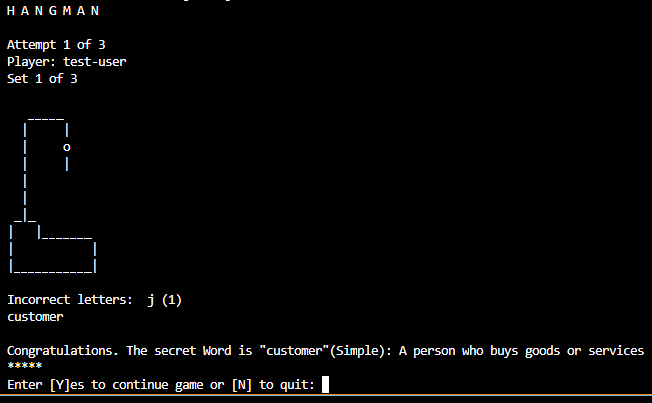 H A N G M A N
Attempt 1 of 3
Player: test-user
Set 1 of 3
o
Incorrect letters:  j (1)
customer
Congratulations. The secret Word is "customer"(Simple): A person who buys goods or services
*****
Enter [Y]es to continue game or [N] to quit: